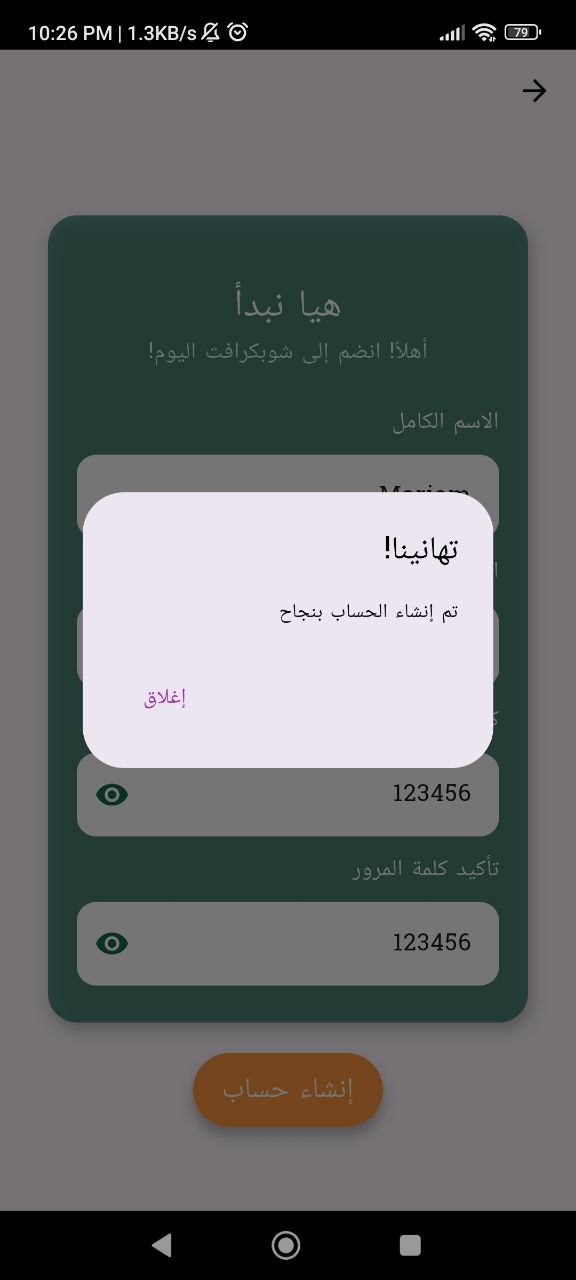 10:26 PM | 1.3KB/s
79
هيا نبدأ
أهلاً! انضم إلى شوبكرافت اليوم!
الاسم الكامل
تهانينا!
تم إنشاء الحساب بنجاح
إغلاق
123456
تأكيد كلمة المرور
123456
إنشاء حساب